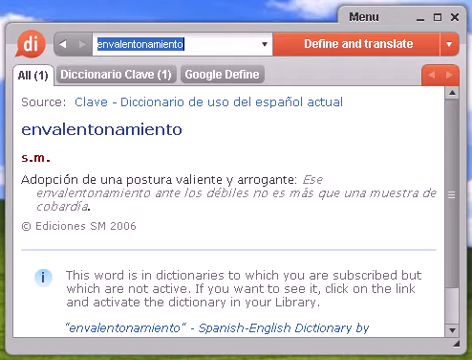 Menu
di
envalentonamiento
Define and translate
All (1)
Diccionario Clave (1)
Google Define
Source: Clave - Diccionario de uso del español actual
envalentonamiento
s.m.
Adopción de una postura valiente y arrogante: Ese
envalentonamiento ante los débiles no es más que una muestra de
cobardía.
© Ediciones SM 2006
i
This word is in dictionaries to which you are subscribed but
which are not active. If you want to see it, click on the link
and activate the dictionary in your Library.
"envalentonamiento" - Spanish-English Dictionary by